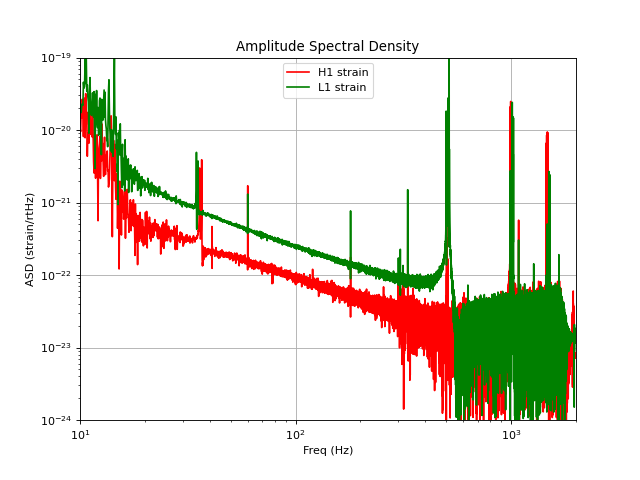 Amplitude Spectral Density
H1 strain
L1 strain
ASD (strain/rtHz)
10⁻¹⁹
10⁻²⁰
10⁻²¹
10⁻²²
10⁻²³
10⁻²⁴
10¹ 10² 10³
Freq (Hz)